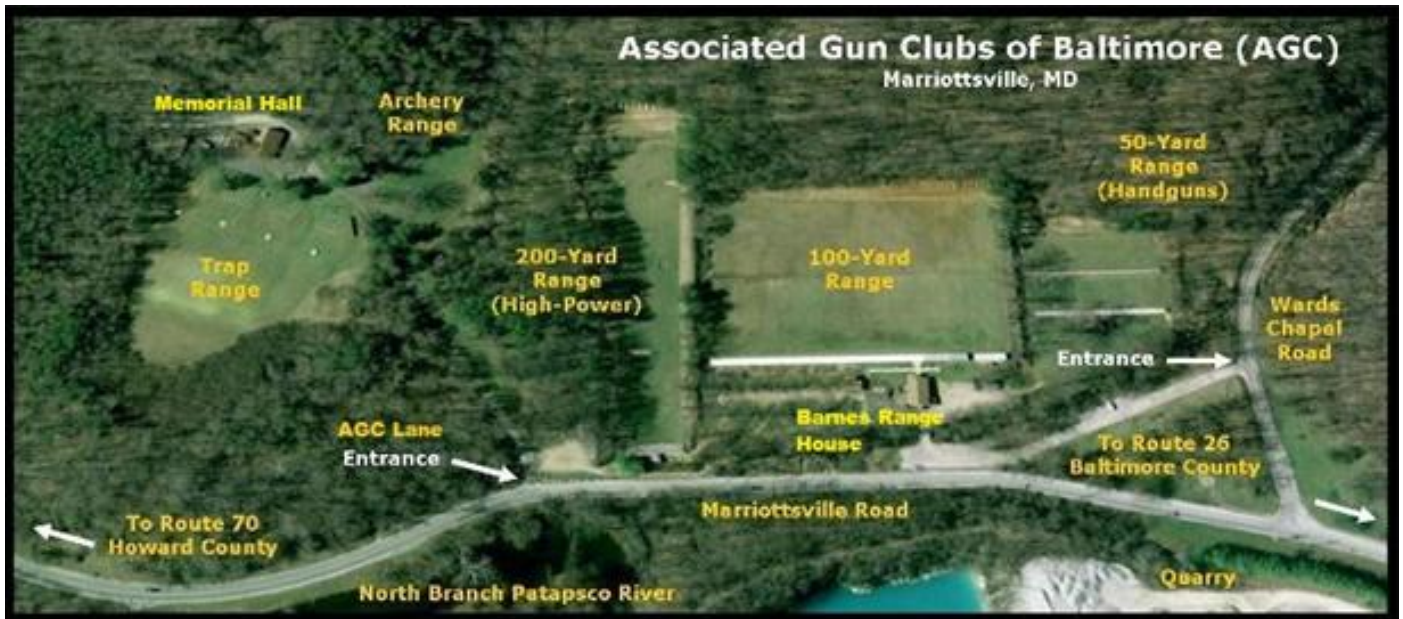 Associated Gun Clubs of Baltimore (AGC)
Marriottsville, MD
Memorial Hall
Archery
Range
50-Yard
Range
(Handguns)
Trap
Range
200-Yard
Range
(High-Power)
100-Yard
Range
Wards
Chapel
Road
Entrance
Barnes Range
House
AGC Lane
Entrance
To Route 26
Baltimore County
Marriottsville Road
To Route 70
Howard County
North Branch Patapsco River
Quarry